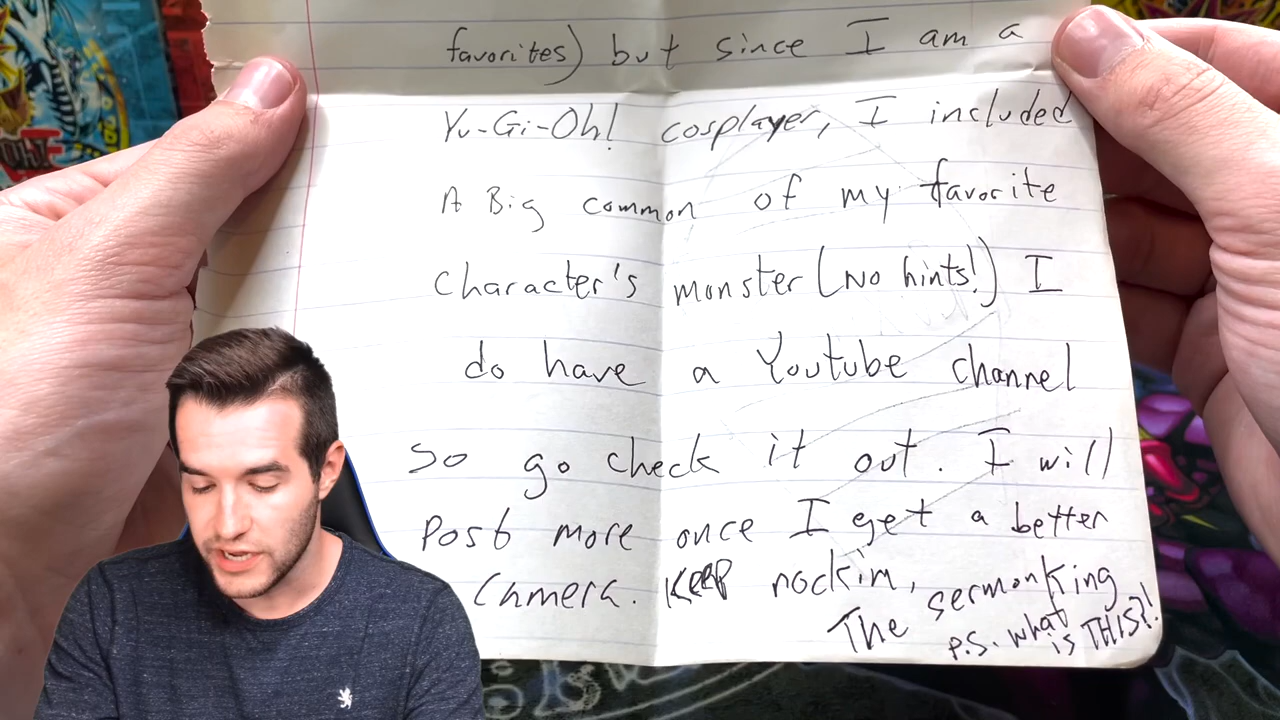 favorites) but since I am a
Yu-Gi-Oh! cosplayer, I included
A Big common of my favorite
character's monster (No hints!) I
do have a Youtube channel
so go check it out. I will
Post more once I get a better
camera. KEEP rockin,
The sermonking
P.S. what
is THIS?!